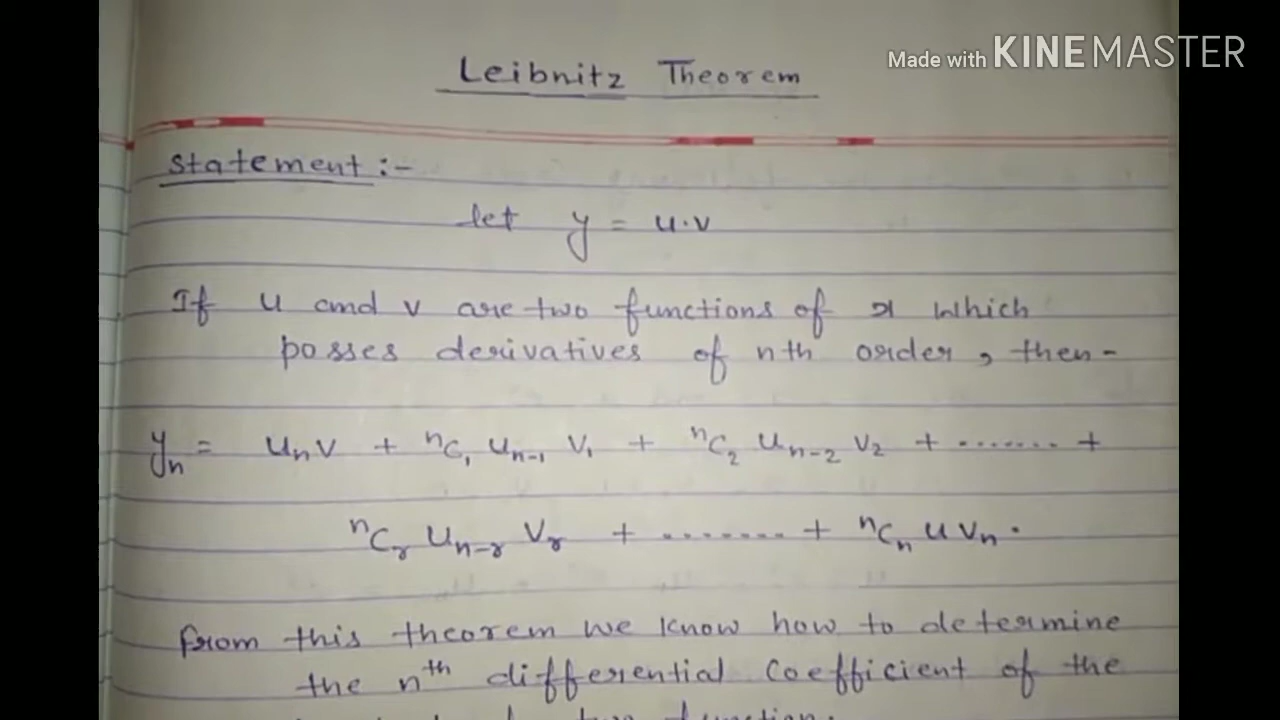 Made with KINEMASTER
Leibnitz Theorem
Statement :-
let y = u.v
If u and v are two functions of x which
posses derivatives of nth order, then-
yₙ = uₙv + ⁿC₁ uₙ₋₁ v₁ + ⁿC₂ uₙ₋₂ v₂ + ....... +
ⁿCᵣ uₙ₋ᵣ vᵣ + ....... + ⁿCₙ u vₙ .
from this theorem we know how to determine
the nᵗʰ differential coefficient of the
function.